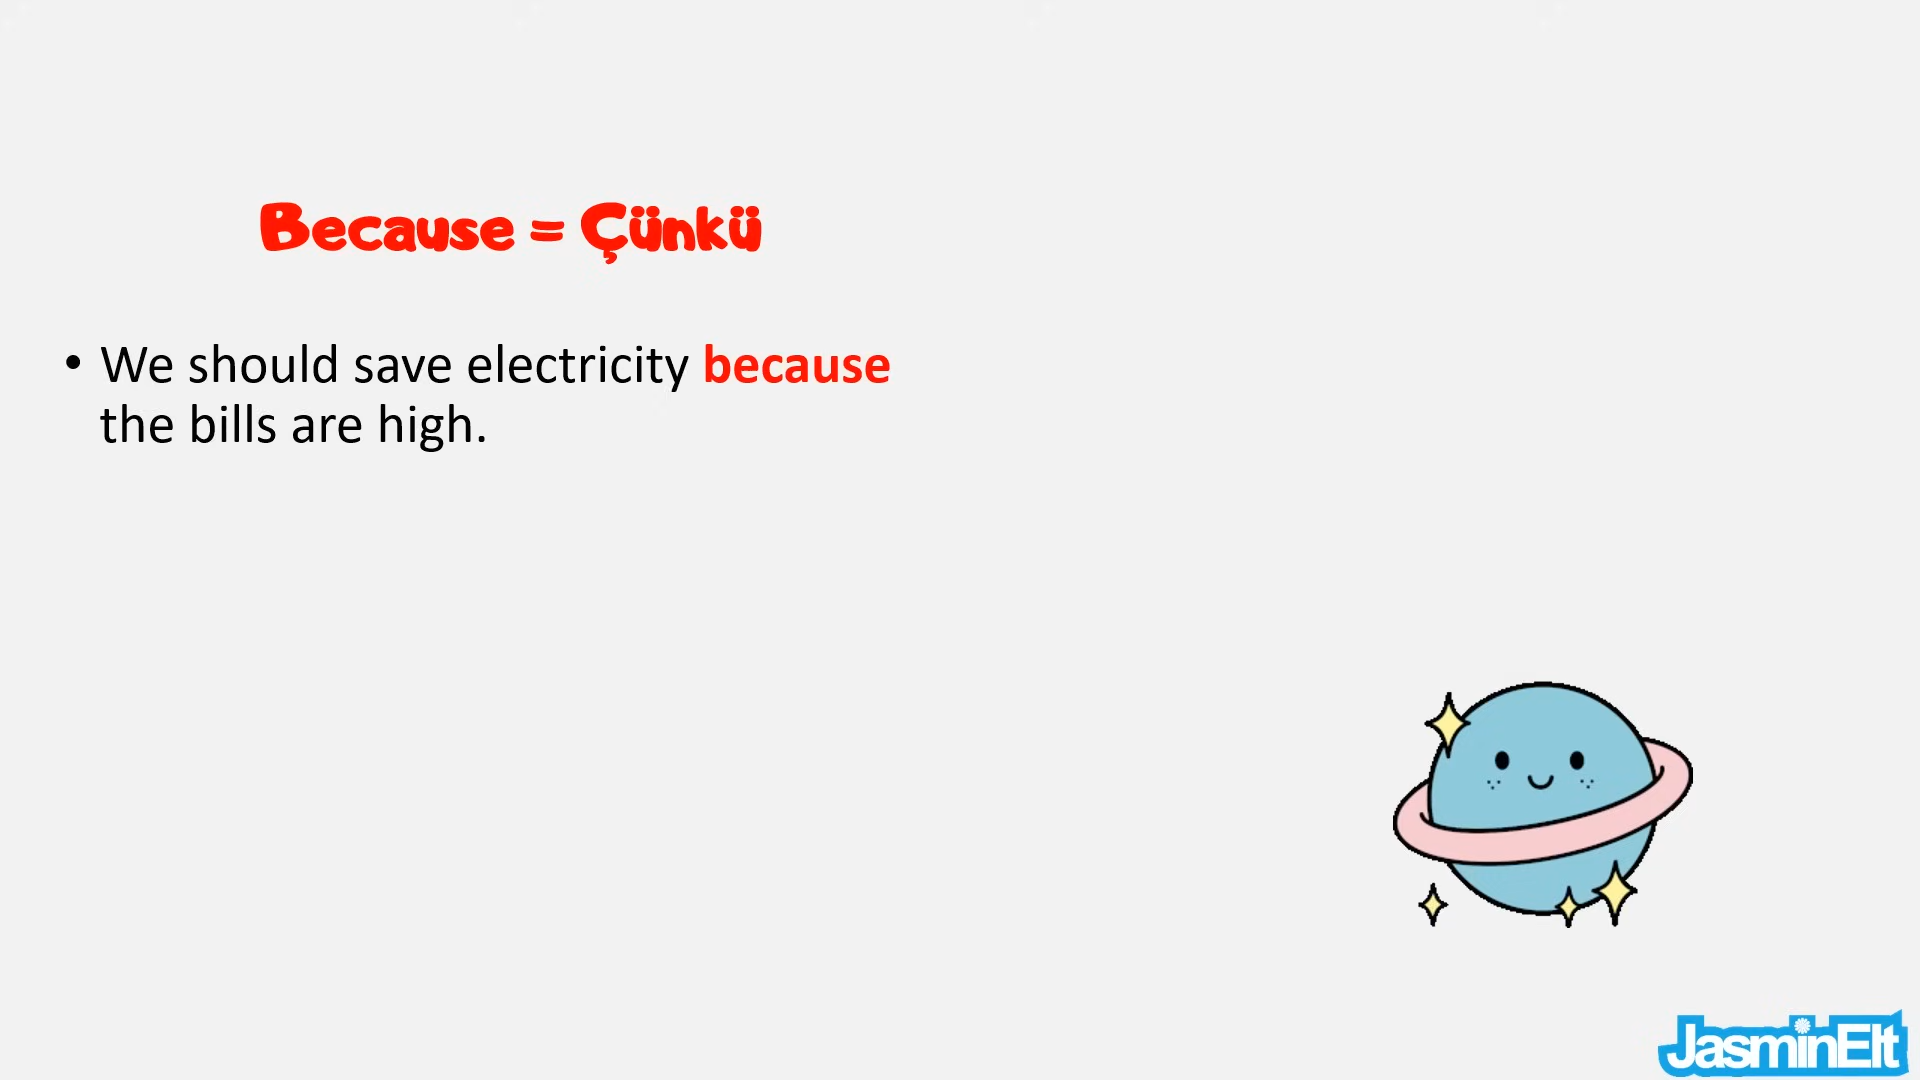 Because = Çünkü
• We should save electricity because
the bills are high.
JasminElt